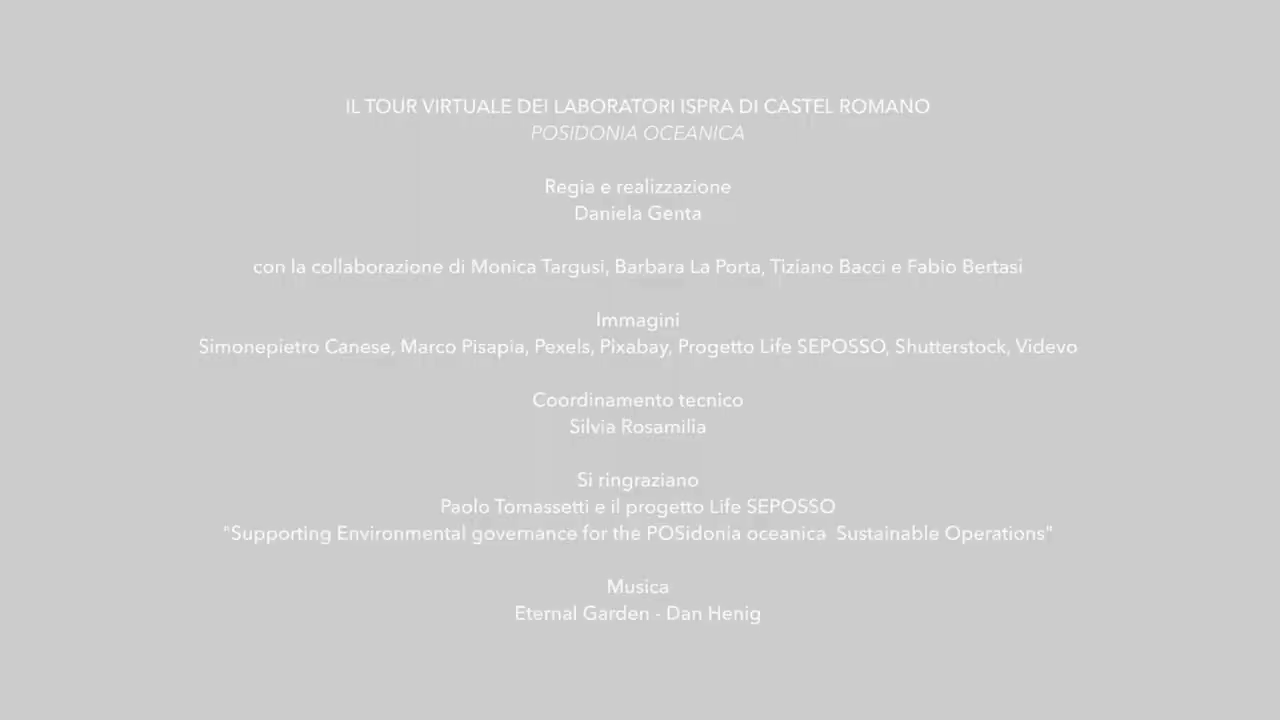 IL TOUR VIRTUALE DEI LABORATORI ISPRA DI CASTEL ROMANO
POSIDONIA OCEANICA
Regia e realizzazione
Daniela Genta
con la collaborazione di Monica Targusi, Barbara La Porta, Tiziano Bacci e Fabio Bertasi
Immagini
Simonepietro Canese, Marco Pisapia, Pexels, Pixabay, Progetto Life SEPOSSO, Shutterstock, Videvo
Coordinamento tecnico
Silvia Rosamilia
Si ringraziano
Paolo Tomassetti e il progetto Life SEPOSSO
"Supporting Environmental governance for the POSidonia oceanica  Sustainable Operations"
Musica
Eternal Garden - Dan Henig